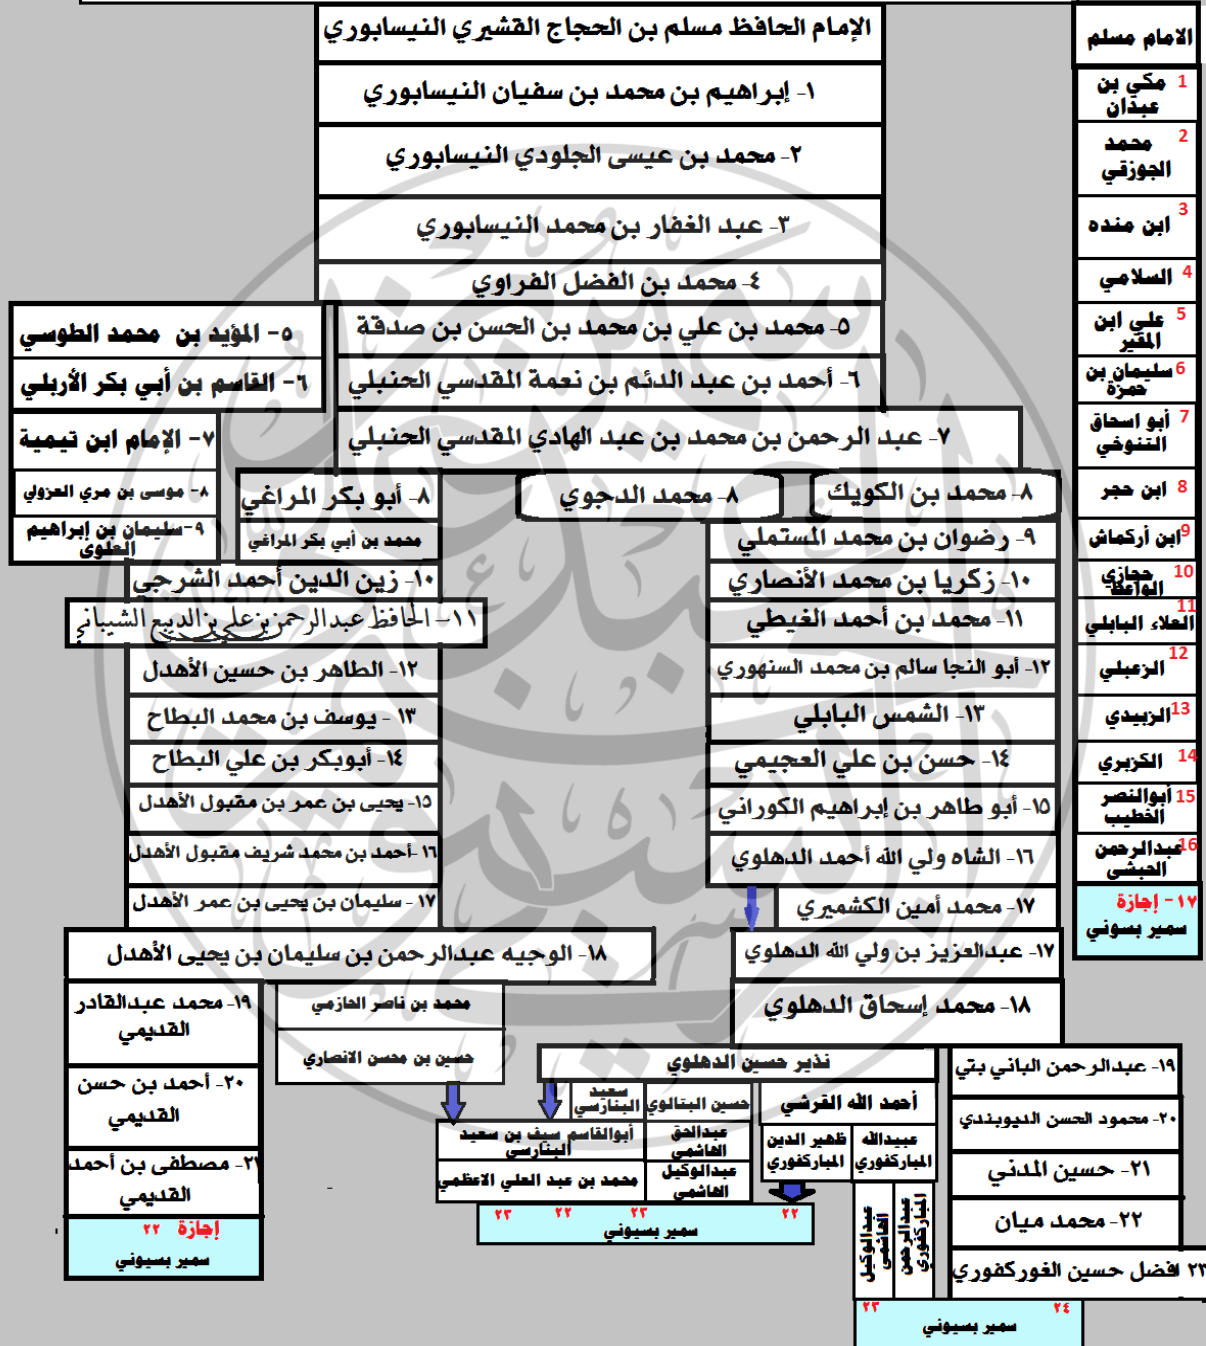 الإمام الحافظ مسلم بن الحجاج القشيري النيسابوري
١- إبراهيم بن محمد بن سفيان النيسابوري
٢- محمد بن عيسى الجلودي النيسابوري
٣- عبد الغفار بن محمد النيسابوري
٤- محمد بن الفضل الفراوي
٥- محمد بن علي بن محمد بن الحسن بن صدقة
٦- أحمد بن عبد الدئم بن نعمة المقدسي الحنبلي
٧- عبد الرحمن بن محمد بن عبد الهادي المقدسي الحنبلي
٨- محمد بن الكويك
٨- محمد الدجوي
٨- أبو بكر المراغي
محمد بن أبي بكر المراغي
٩- رضوان بن محمد المستملي
١٠- زكريا بن محمد الأنصاري
١١- محمد بن أحمد الغيطي
١٢- أبو النجا سالم بن محمد السنهوري
١٣- الشمس البابلي
١٤- حسن بن علي العجيمي
١٥- أبو طاهر بن إبراهيم الكوراني
١٦- الشاه ولي الله أحمد الدهلوي
١٧- محمد أمين الكشميري
١٧- عبدالعزيز بن ولي الله الدهلوي
١٨- محمد إسحاق الدهلوي
الامام مسلم
1 مكي بن
عبدان
2 محمد
الجوزقي
3 ابن منده
4 السلامي
5 علي ابن
المقير
6 سليمان بن
حمزة
7 أبو اسحاق
التنوخي
8 ابن حجر
9 ابن أركماش
10 حجازي
الواعظ
11
العلاء البابلي
12 الزعبلي
13 الزبيدي
14 الكزبري
15 أبوالنصر
الخطيب
16 عبدالرحمن
الحبشي
١٧- إجازة
سمير بسوني
٥- المؤيد بن محمد الطوسي
٦- القاسم بن أبي بكر الأربلي
٧- الإمام ابن تيمية
٨- موسى بن مري العزولي
٩-سليمان بن إبراهيم
العلوى
١٠- زين الدين أحمد الشرجي
١١- الحافظ عبدالرحمن بن علي بن الديبع الشيباني
١٢- الطاهر بن حسين الأهدل
١٣- يوسف بن محمد البطاح
١٤- أبوبكر بن علي البطاح
١٥- يحيى بن عمر بن مقبول الأهدل
١٦-أحمد بن محمد شريف مقبول الأهدل
١٧- سليمان بن يحيى بن عمر الأهدل
١٨- الوجيه عبدالرحمن بن سليمان بن يحيى الأهدل
١٩- محمد عبدالقادر
القديمي
٢٠- أحمد بن حسن
القديمي
٢١- مصطفى بن أحمد
القديمي
إجازة ٢٢
سمير بسيوني
محمد بن ناصر الحازمي
حسين بن محسن الانصاري
نذير حسين الدهلوي
أحمد الله القرشي
حسين البتالوي
سعيد
البنارسي
عبيدالله
المباركفوري
ظهير الدين
المباركفوري
عبدالحق
الهاشمي
أبوالقاسم سيف بن سعيد
البنارسي
عبدالوكيل
الهاشمي
محمد بن عبد العلي الاعظمي
٢٢ ٢٣ ٢٢ ٢٣
سمير بسيوني
١٩- عبدالرحمن الباني بتي
٢٠- محمود الحسن الديوبندي
٢١- حسين المدني
٢٢- محمد ميان
٢٣ افضل حسين الغوركفوري ٢٣
عبدالرحمن
المباركفوري
عبدالوكيل
الهاشمي
٢٤ ٢٣
سمير بسيوني